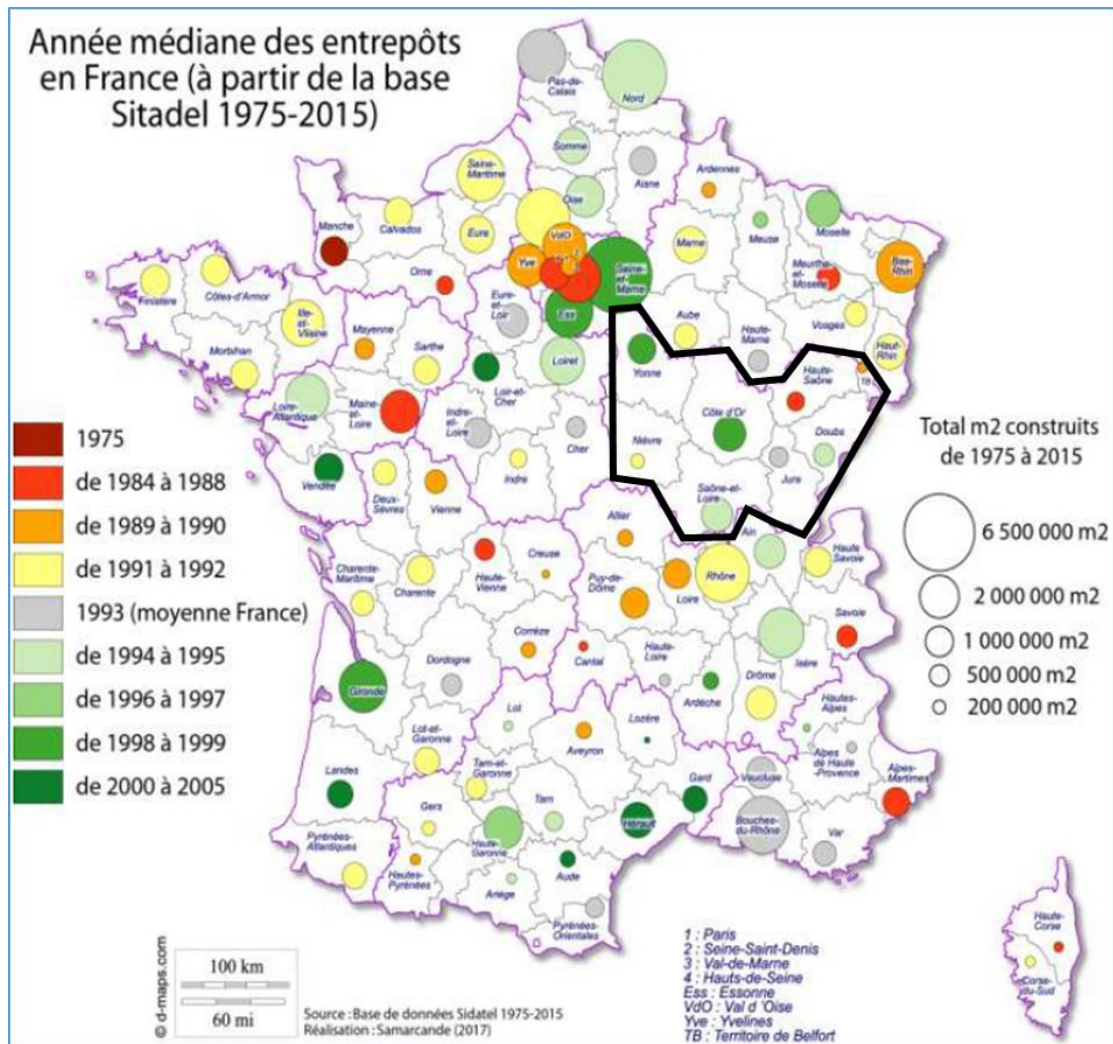 Année médiane des entrepôts
en France (à partir de la base
Sitadel 1975-2015)
Pas-de-
Calais
Nord
Somme
Aisne
Ardennes
Seine-
Maritime
Oise
Manche
Calvados
Eure
VdO
Marne
Meuse
Moselle
Meurthe-
et-
Moselle
Bas-
Rhin
Orne
Yve
1
2
Seine-
et-
Marne
Ess
Finistère
Côtes-d'Armor
Ille-
et-
Vilaine
Mayenne
Eure-
et-
Loir
Aube
Haute-
Marne
Vosges
Haut-
Rhin
Morbihan
Sarthe
Loiret
Yonne
Haute-
Saône
TB
Loire-
Atlantique
Maine-
et-
Loire
Loir-et-
Cher
Indre-
et-
Loire
Cher
Nièvre
Côte d'Or
Doubs
Jura
Vendée
Deux-
Sèvres
Vienne
Indre
Saône-et-
Loire
Allier
Ain
Haute
Savoie
Charente-
Maritime
Charente
Haute-
Vienne
Creuse
Puy-de-
Dôme
Loire
Rhône
Savoie
Corrèze
Cantal
Haute-
Loire
Isère
Dordogne
Gironde
Lot
Lozère
Ardèche
Drôme
Hautes-
Alpes
Lot-et-
Garonne
Aveyron
Landes
Tarn-et-
Garonne
Gard
Vaucluse
Alpes
de Haute
-Provence
Alpes-
Martimes
Gers
Tarn
Hérault
Bouches-
du-Rhône
Var
Pyrénées-
Atlantiques
Hautes-
Pyrénées
Haute-
Garonne
Ariège
Aude
Pyrénées-
Orientales
Haute-
Corse
Corse-
du-Sud
1975
de 1984 à 1988
de 1989 à 1990
de 1991 à 1992
1993 (moyenne France)
de 1994 à 1995
de 1996 à 1997
de 1998 à 1999
de 2000 à 2005
Total m2 construits
de 1975 à 2015
6 500 000 m2
2 000 000 m2
1 000 000 m2
500 000 m2
200 000 m2
1 : Paris
2 : Seine-Saint-Denis
3 : Val-de-Marne
4 : Hauts-de-Seine
Ess : Essonne
VdO : Val d 'Oise
Yve : Yvelines
TB : Territoire de Belfort
© d-maps.com
100 km
60 mi
Source : Base de données Sidatel 1975-2015
Réalisation : Samarcande (2017)